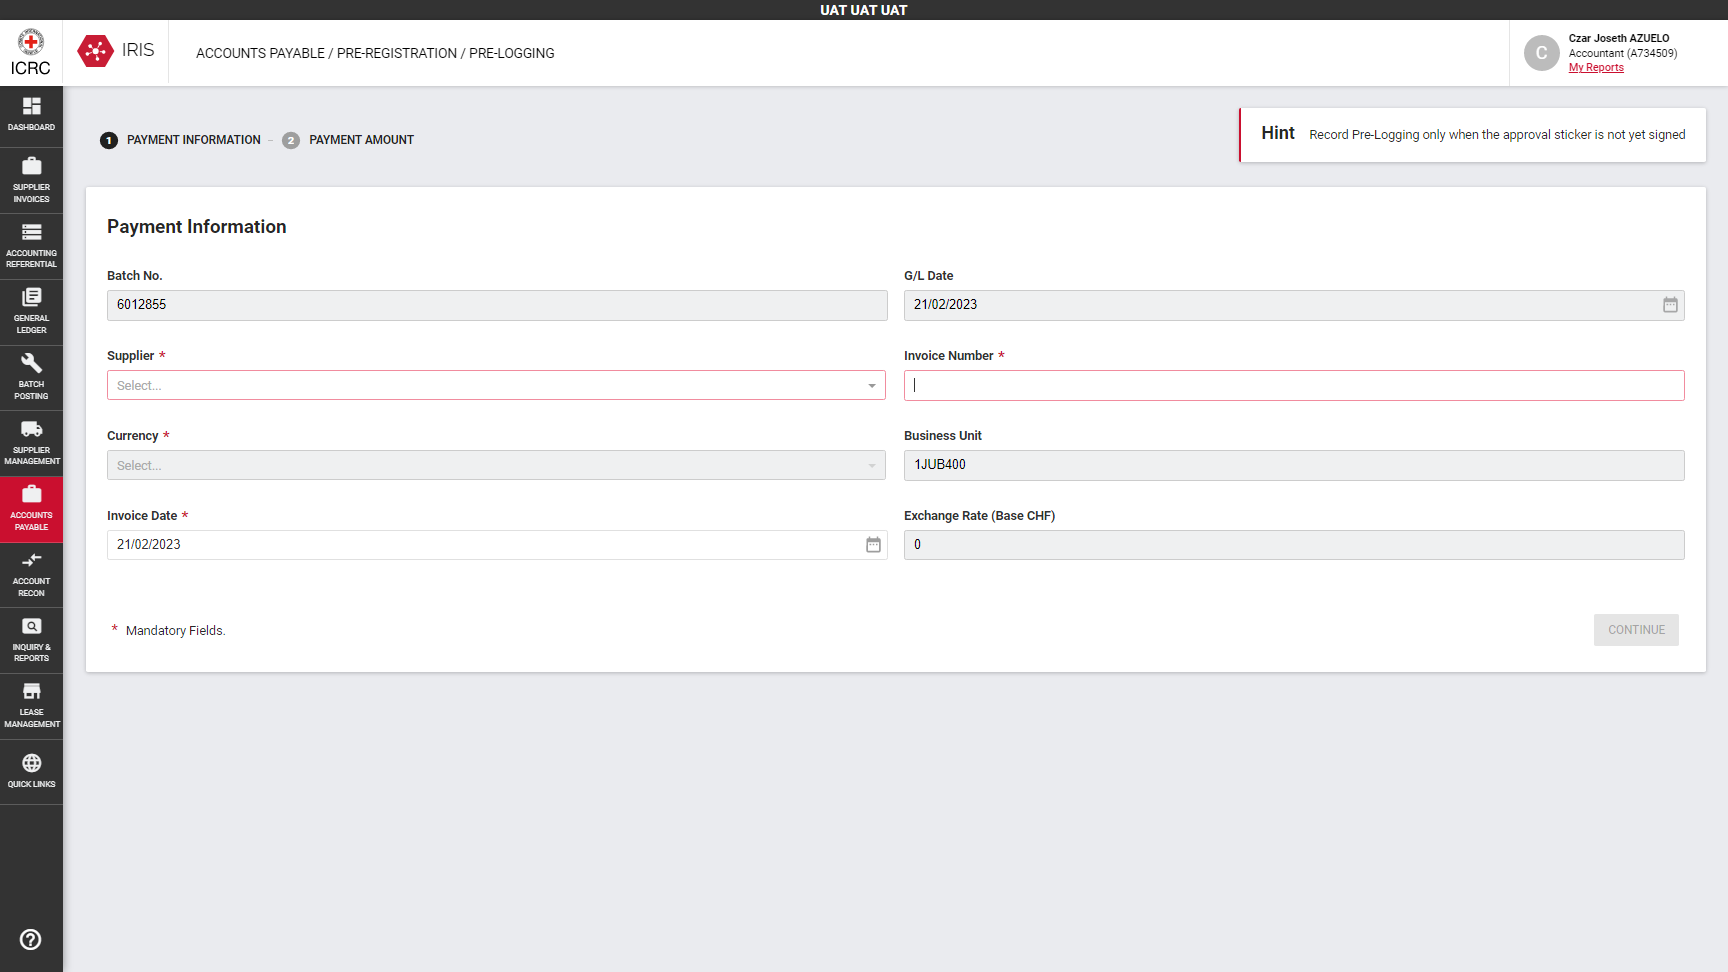 UAT UAT UAT
ICRC
IRIS
ACCOUNTS PAYABLE / PRE-REGISTRATION / PRE-LOGGING
C
Czar Joseth AZUELO
Accountant (A734509)
My Reports
DASHBOARD
SUPPLIER
INVOICES
ACCOUNTING
REFERENTIAL
GENERAL
LEDGER
BATCH
POSTING
SUPPLIER
MANAGEMENT
ACCOUNTS
PAYABLE
ACCOUNT
RECON
INQUIRY &
REPORTS
LEASE
MANAGEMENT
QUICK LINKS
1 PAYMENT INFORMATION – 2 PAYMENT AMOUNT
Hint Record Pre-Logging only when the approval sticker is not yet signed
Payment Information
Batch No.
6012855
G/L Date
21/02/2023
Supplier *
Select...
Invoice Number *
Currency *
Select...
Business Unit
1JUB400
Invoice Date *
21/02/2023
Exchange Rate (Base CHF)
0
* Mandatory Fields.
CONTINUE